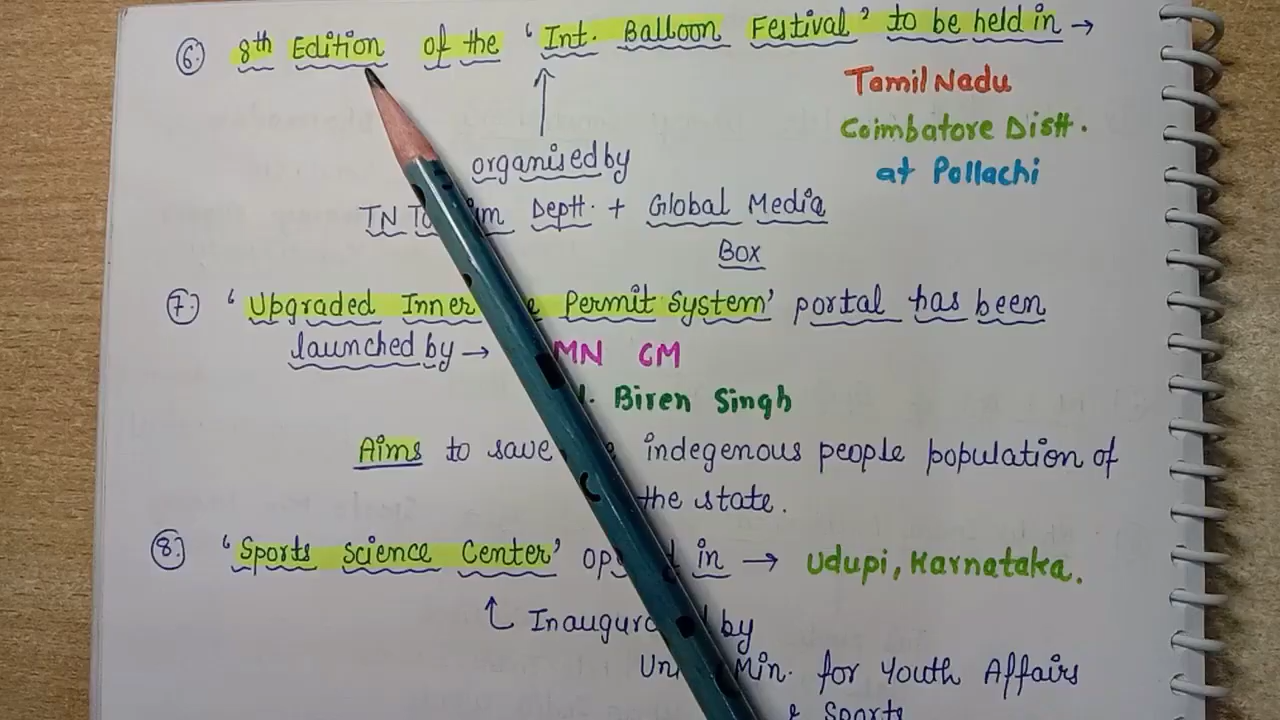 6. 8th Edition of the 'Int. Balloon Festival' to be held in →
Tamil Nadu
Coimbatore Distt.
at Pollachi
organised by
TN Deptt. + Global Media
Box
7. 'Upgraded Inner Permit System' portal has been
launched by → MN CM
Biren Singh
Aims to save indegenous people population of
the state.
8. 'Sports Science Center' in → Udupi, Karnataka.
by
Min. for Youth Affairs
& Sports